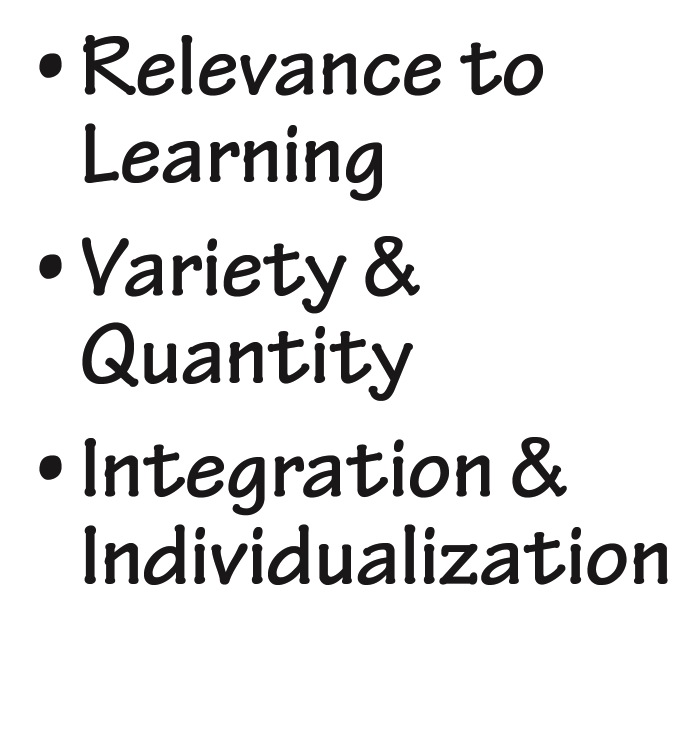 • Relevance to
Learning
• Variety &
Quantity
• Integration &
Individualization